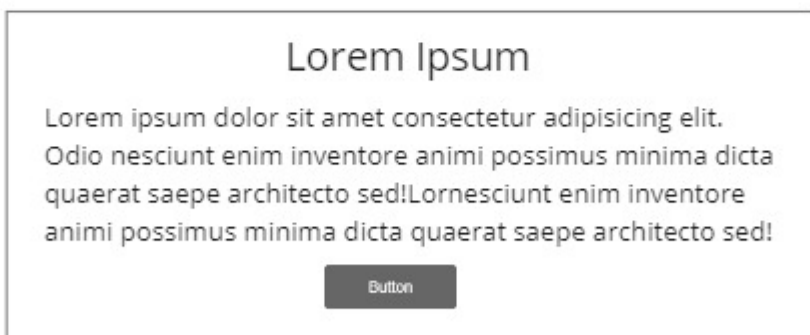 Lorem Ipsum
Lorem ipsum dolor sit amet consectetur adipisicing elit.
Odio nesciunt enim inventore animi possimus minima dicta
quaerat saepe architecto sed!Lornesciunt enim inventore
animi possimus minima dicta quaerat saepe architecto sed!
Button